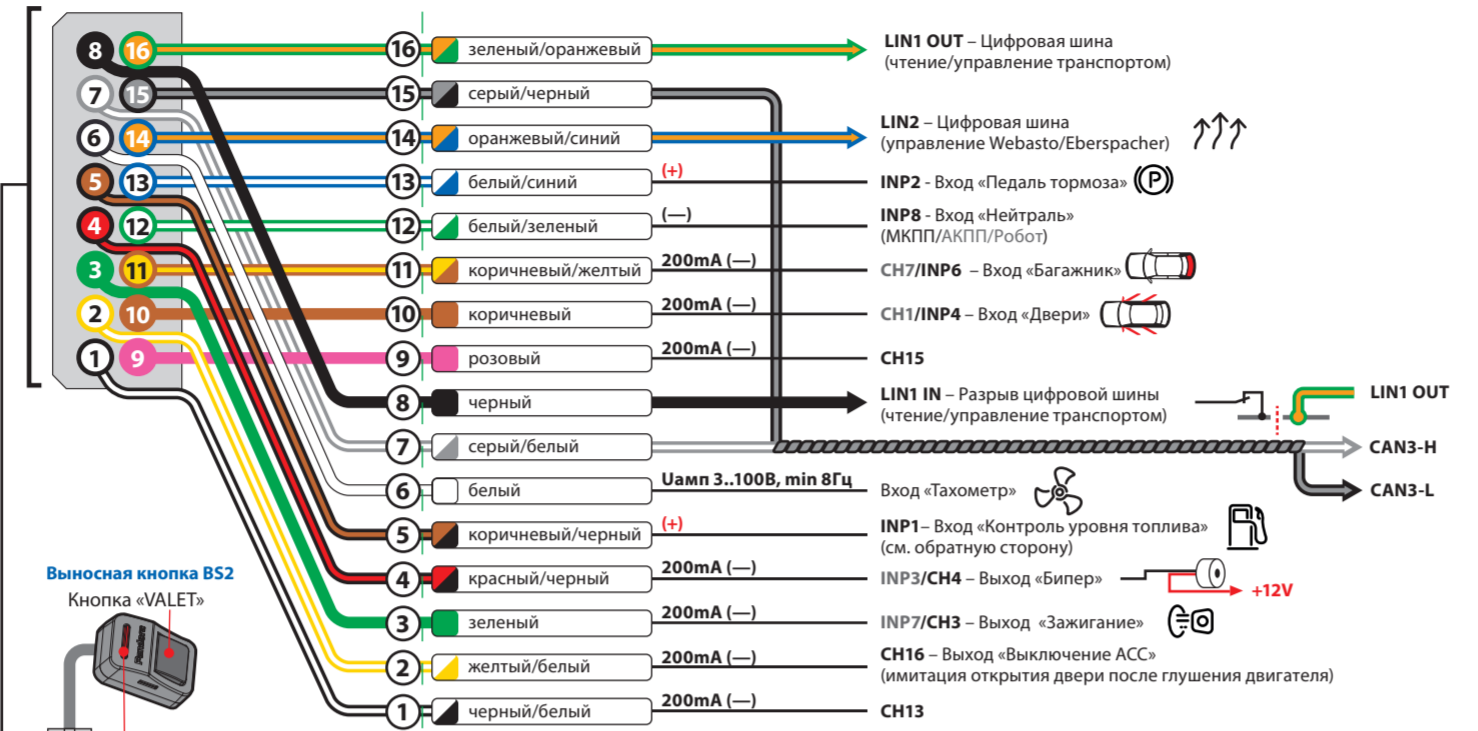 8 16
7 15
6 14
5 13
4 12
3 11
2 10
1 9
16 зеленый/оранжевый
LIN1 OUT – Цифровая шина
(чтение/управление транспортом)
15 серый/черный
14 оранжевый/синий
LIN2 – Цифровая шина
(управление Webasto/Eberspacher)
13 белый/синий (+) INP2 - Вход «Педаль тормоза» (P)
12 белый/зеленый (—) INP8 - Вход «Нейтраль»
(МКПП/АКПП/Робот)
11 коричневый/желтый 200mA (—) CH7/INP6 – Вход «Багажник»
10 коричневый 200mA (—) CH1/INP4 – Вход «Двери»
9 розовый 200mA (—) CH15
8 черный
LIN1 IN – Разрыв цифровой шины
(чтение/управление транспортом)
LIN1 OUT
7 серый/белый
CAN3-H
CAN3-L
6 белый Uамп 3..100В, min 8Гц Вход «Тахометр»
5 коричневый/черный (+) INP1– Вход «Контроль уровня топлива»
(см. обратную сторону)
4 красный/черный 200mA (—) INP3/CH4 – Выход «Бипер»
+12V
3 зеленый 200mA (—) INP7/CH3 – Выход «Зажигание»
2 желтый/белый 200mA (—) CH16 – Выход «Выключение ACC»
(имитация открытия двери после глушения двигателя)
1 черный/белый 200mA (—) CH13
Выносная кнопка BS2
Кнопка «VALET»
Pandora